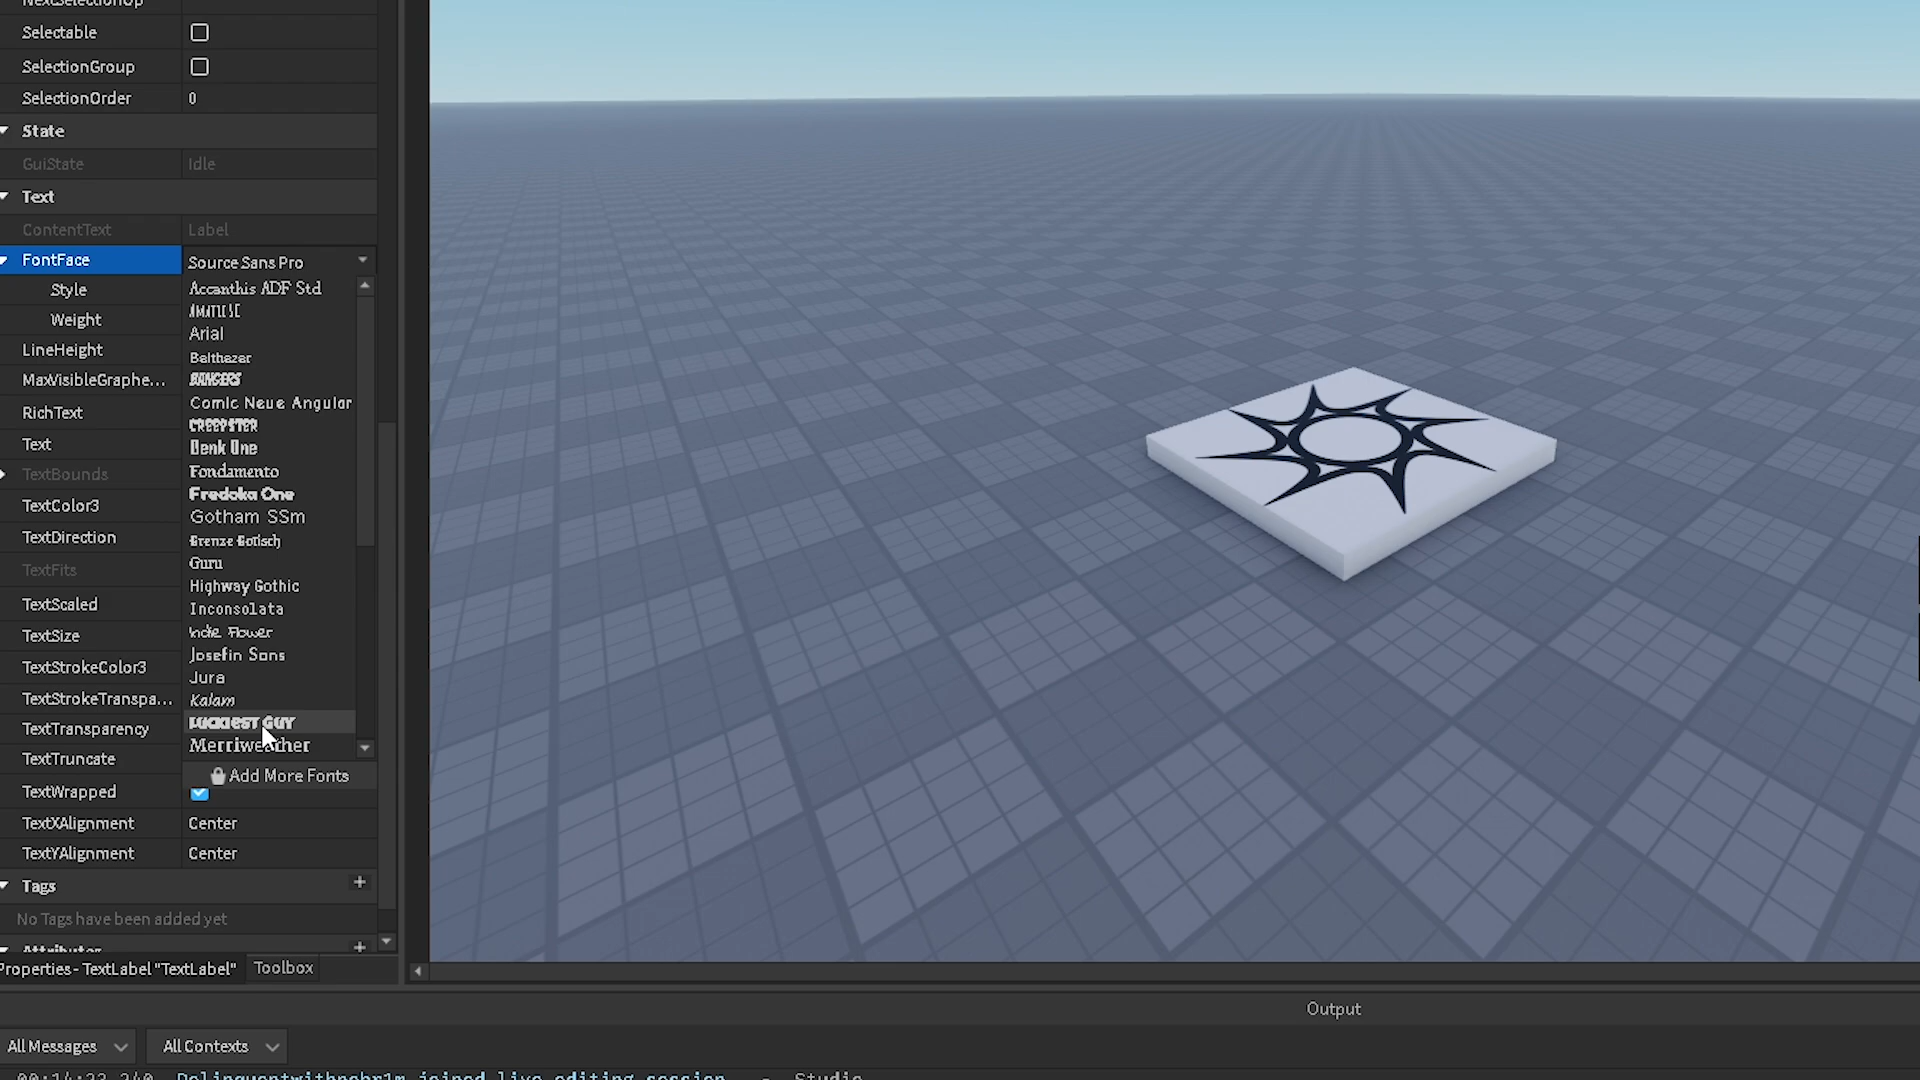 Selectable
SelectionGroup
SelectionOrder 0
State
GuiState Idle
Text
ContentText Label
FontFace Source Sans Pro
Style Accanthis ADF Std
Weight
Arial
LineHeight
Balthazar
MaxVisibleGraphe... BANGERS
RichText Comic Neue Angular
CREEPSTER
Text Denk One
TextBounds Fondamento
TextColor3 Fredoka One
Gotham SSm
TextDirection Grenze Gotisch
TextFits Guru
Highway Gothic
TextScaled Inconsolata
TextSize Indie Flower
TextStrokeColor3 Josefin Sans
Jura
TextStrokeTranspa... Kalam
TextTransparency LUCKIEST GUY
Merriweather
TextTruncate
Add More Fonts
TextWrapped
TextXAlignment Center
TextYAlignment Center
Tags +
No Tags have been added yet
Attributes +
Properties - TextLabel "TextLabel" Toolbox
Output
All Messages All Contexts